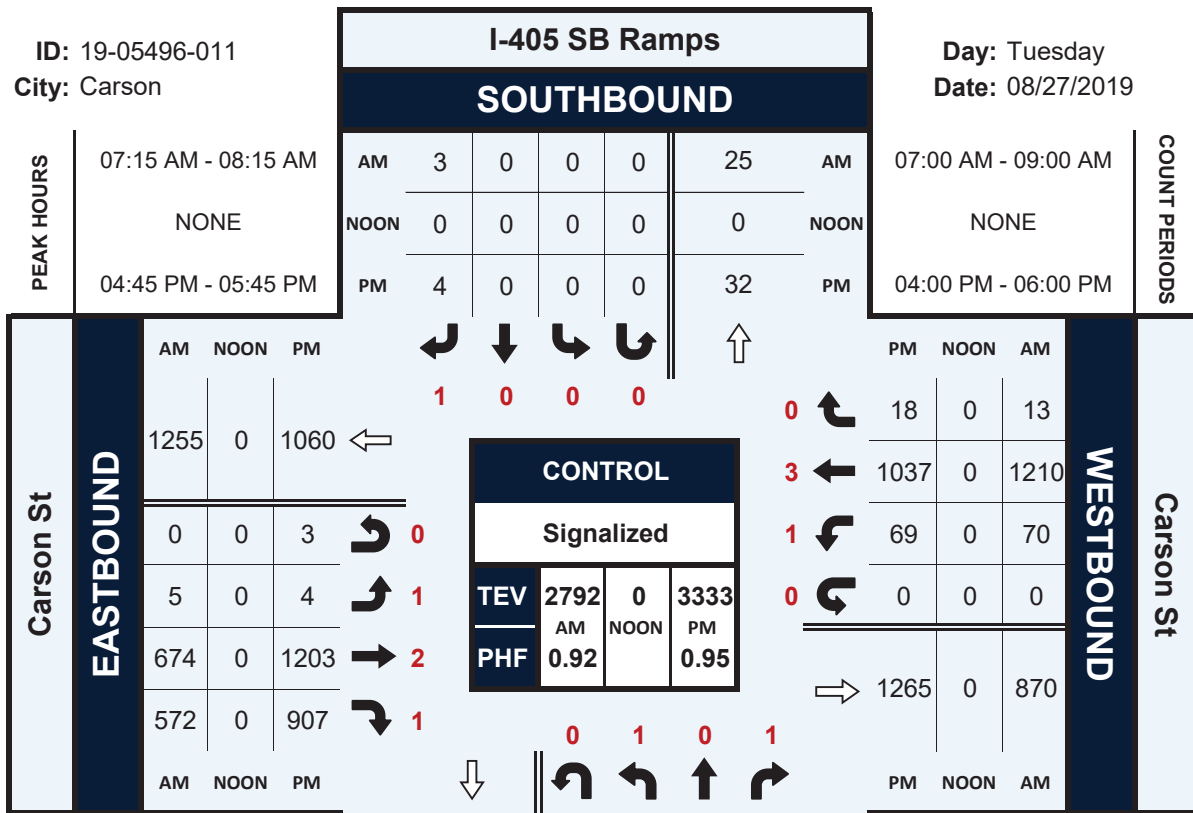 ID: 19-05496-011
City: Carson
I-405 SB Ramps
SOUTHBOUND
Day: Tuesday
Date: 08/27/2019
PEAK HOURS
07:15 AM - 08:15 AM
NONE
04:45 PM - 05:45 PM
AM 3 0 0 0 25 AM
NOON 0 0 0 0 0 NOON
PM 4 0 0 0 32 PM
07:00 AM - 09:00 AM
NONE
04:00 PM - 06:00 PM
COUNT PERIODS
1 0 0 0
Carson St
EASTBOUND
AM NOON PM
1255 0 1060
0 0 3 0
5 0 4 1
674 0 1203 2
572 0 907 1
AM NOON PM
CONTROL
Signalized
TEV 2792 0 3333
AM NOON PM
PHF 0.92 0.95
PM NOON AM
0 18 0 13
3 1037 0 1210
1 69 0 70
0 0 0 0
1265 0 870
PM NOON AM
WESTBOUND
Carson St
0 1 0 1